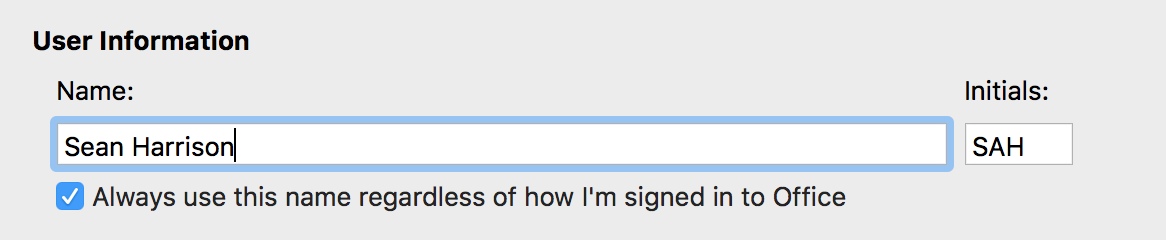 User Information
Name: Initials:
Sean Harrison SAH
Always use this name regardless of how I'm signed in to Office